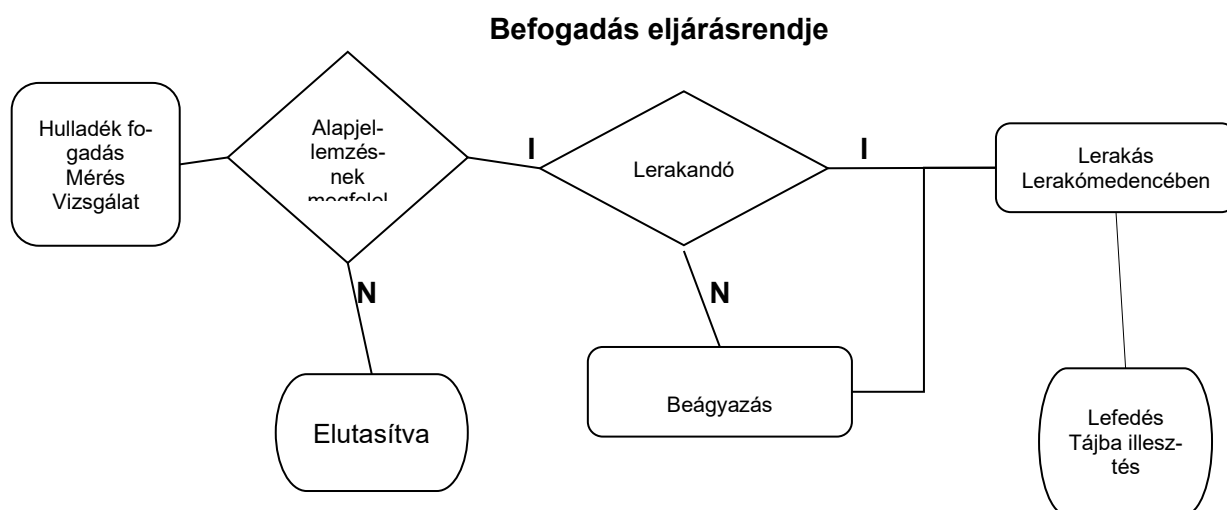 Befogadás eljárásrendje
Hulladék fo-
gadás
Mérés
Vizsgálat
Alapjel-
lemzés-
nek
megfelel
I
Lerakandó
I
Lerakás
Lerakómedencében
N
Elutasítva
N
Beágyazás
Lefedés
Tájba illesz-
tés